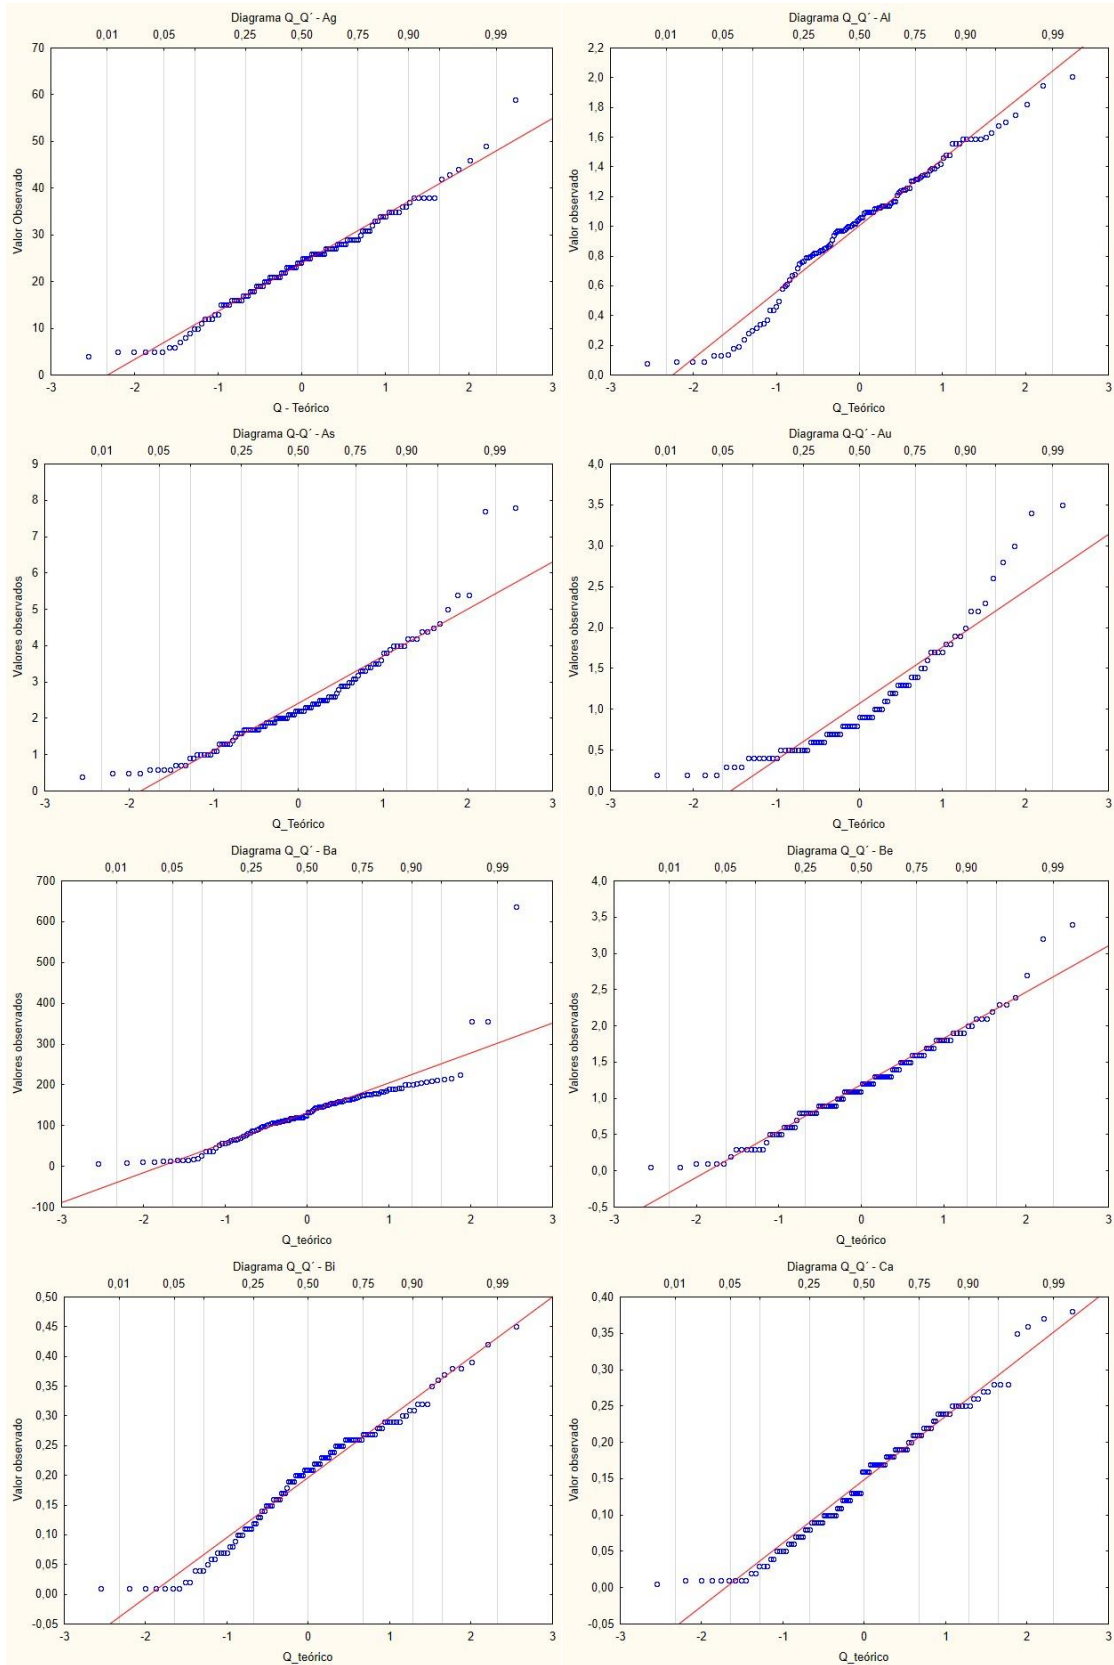 Diagrama Q_Q´ - Ag
0,01 0,05 0,25 0,50 0,75 0,90 0,99
70
60
50
40
30
20
10
0
Valor Observado
-3 -2 -1 0 1 2 3
Q - Teórico
Diagrama Q_Q´ - Al
0,01 0,05 0,25 0,50 0,75 0,90 0,99
2,2
2,0
1,8
1,6
1,4
1,2
1,0
0,8
0,6
0,4
0,2
0,0
Valor observado
-3 -2 -1 0 1 2 3
Q_Teórico
Diagrama Q-Q´ - As
0,01 0,05 0,25 0,50 0,75 0,90 0,99
9
8
7
6
5
4
3
2
1
0
Valores observados
-3 -2 -1 0 1 2 3
Q_Teórico
Diagrama Q-Q´ - Au
0,01 0,05 0,25 0,50 0,75 0,90 0,99
4,0
3,5
3,0
2,5
2,0
1,5
1,0
0,5
0,0
Valores observados
-3 -2 -1 0 1 2 3
Q_Teórico
Diagrama Q_Q´ - Ba
0,01 0,05 0,25 0,50 0,75 0,90 0,99
700
600
500
400
300
200
100
0
-100
Valores observados
-3 -2 -1 0 1 2 3
Q_teórico
Diagrama Q_Q´ - Be
0,01 0,05 0,25 0,50 0,75 0,90 0,99
4,0
3,5
3,0
2,5
2,0
1,5
1,0
0,5
0,0
-0,5
Valores observados
-3 -2 -1 0 1 2 3
Q_teórico
Diagrama Q_Q´ - Bi
0,01 0,05 0,25 0,50 0,75 0,90 0,99
0,50
0,45
0,40
0,35
0,30
0,25
0,20
0,15
0,10
0,05
0,00
-0,05
Valor observado
-3 -2 -1 0 1 2 3
Q_teórico
Diagrama Q_Q´ - Ca
0,01 0,05 0,25 0,50 0,75 0,90 0,99
0,40
0,35
0,30
0,25
0,20
0,15
0,10
0,05
0,00
-0,05
Valor observado
-3 -2 -1 0 1 2 3
Q_teórico